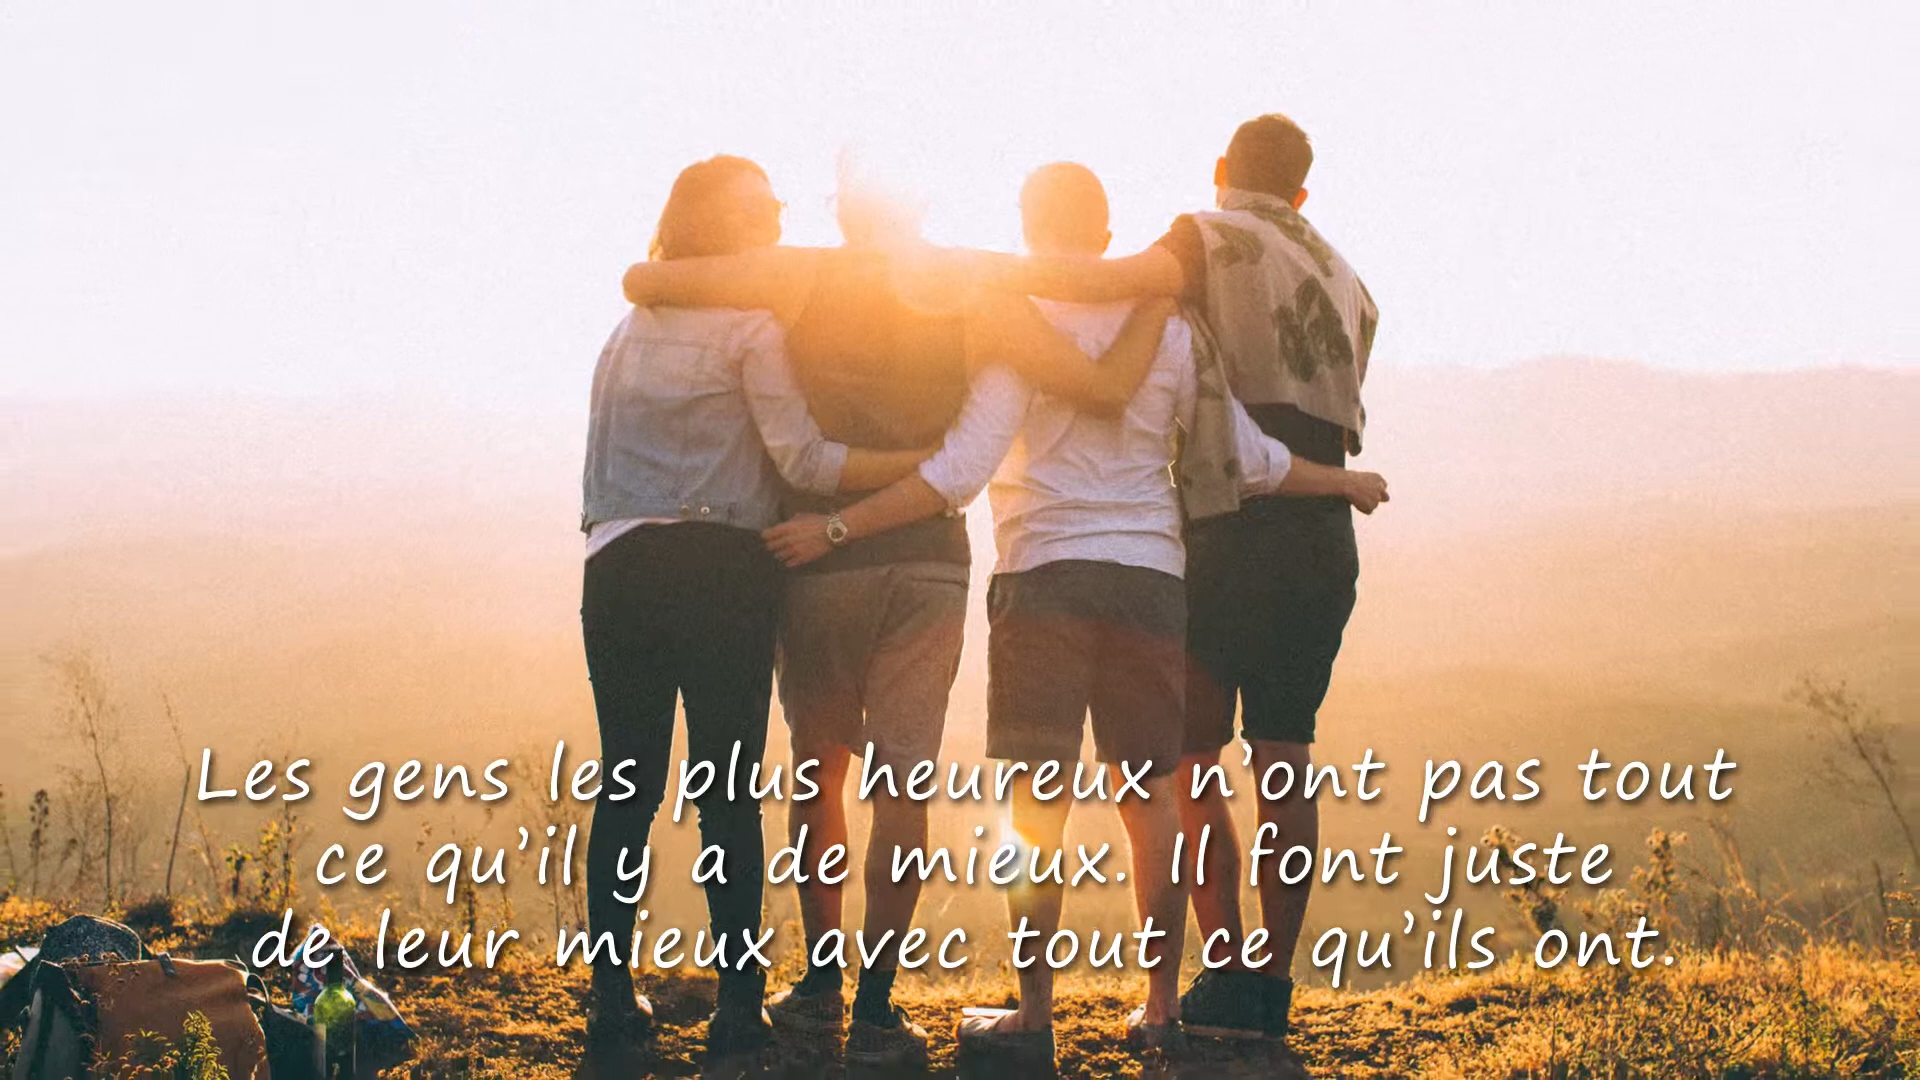 Les gens les plus heureux n’ont pas tout
ce qu’il y a de mieux. Il font juste
de leur mieux avec tout ce qu’ils ont.